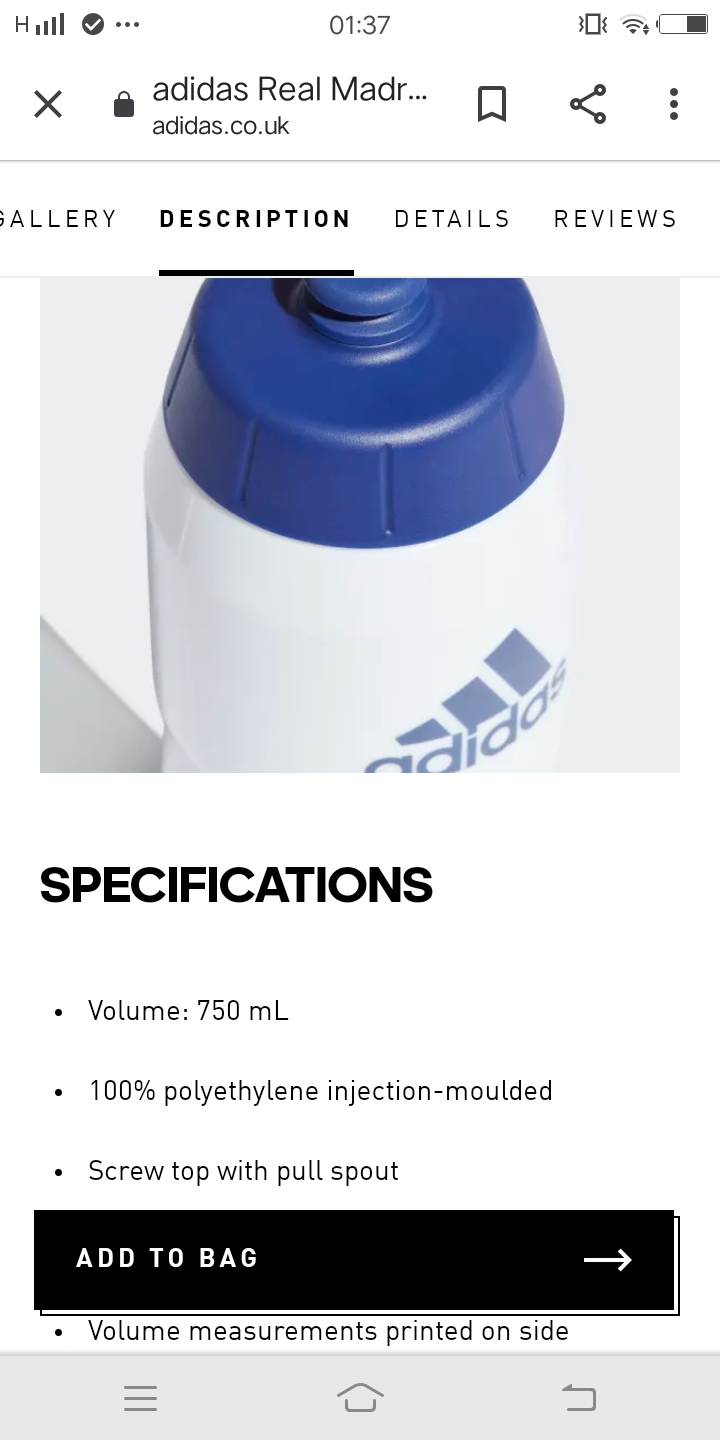 H 01:37
adidas Real Madr...
adidas.co.uk
GALLERY DESCRIPTION DETAILS REVIEWS
adidas
SPECIFICATIONS
• Volume: 750 mL
• 100% polyethylene injection-moulded
• Screw top with pull spout
ADD TO BAG
• Volume measurements printed on side